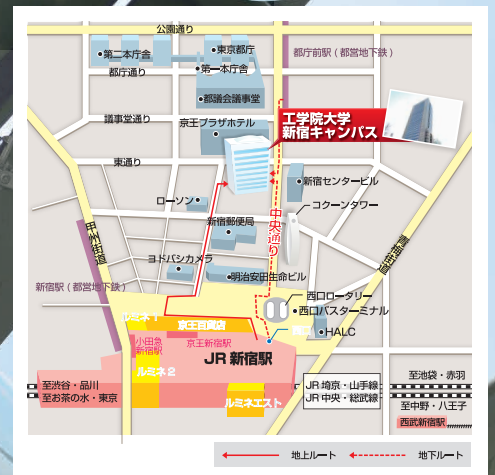 公園通り
第二本庁舎
東京都庁
都庁前駅（都営地下鉄）
都庁通り
第一本庁舎
都議会議事堂
議事堂通り
京王プラザホテル
工学院大学
新宿キャンパス
東通り
新宿センタービル
ローソン
コクーンタワー
中央通り
新宿郵便局
甲州街道
青梅街道
ヨドバシカメラ
明治安田生命ビル
新宿駅（都営地下鉄）
西口ロータリー
西口バスターミナル
ルミネ1
京王百貨店
西口
HALC
小田急
新宿駅
京王新宿駅
JR 新宿駅
ルミネ2
至渋谷・品川
至お茶の水・東京
JR 埼京・山手線
JR 中央・総武線
至池袋・赤羽
至中野・八王子
ルミネエスト
西武新宿駅
地上ルート
地下ルート